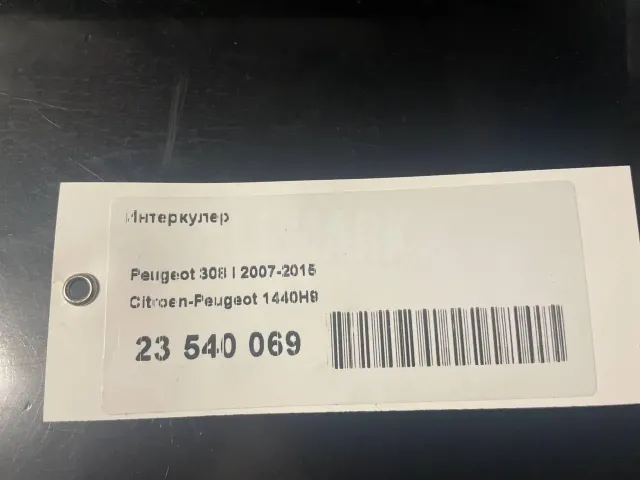 Интеркулер
Peugeot 308 I 2007-2015
Citroen-Peugeot 1440H9
23 540 069